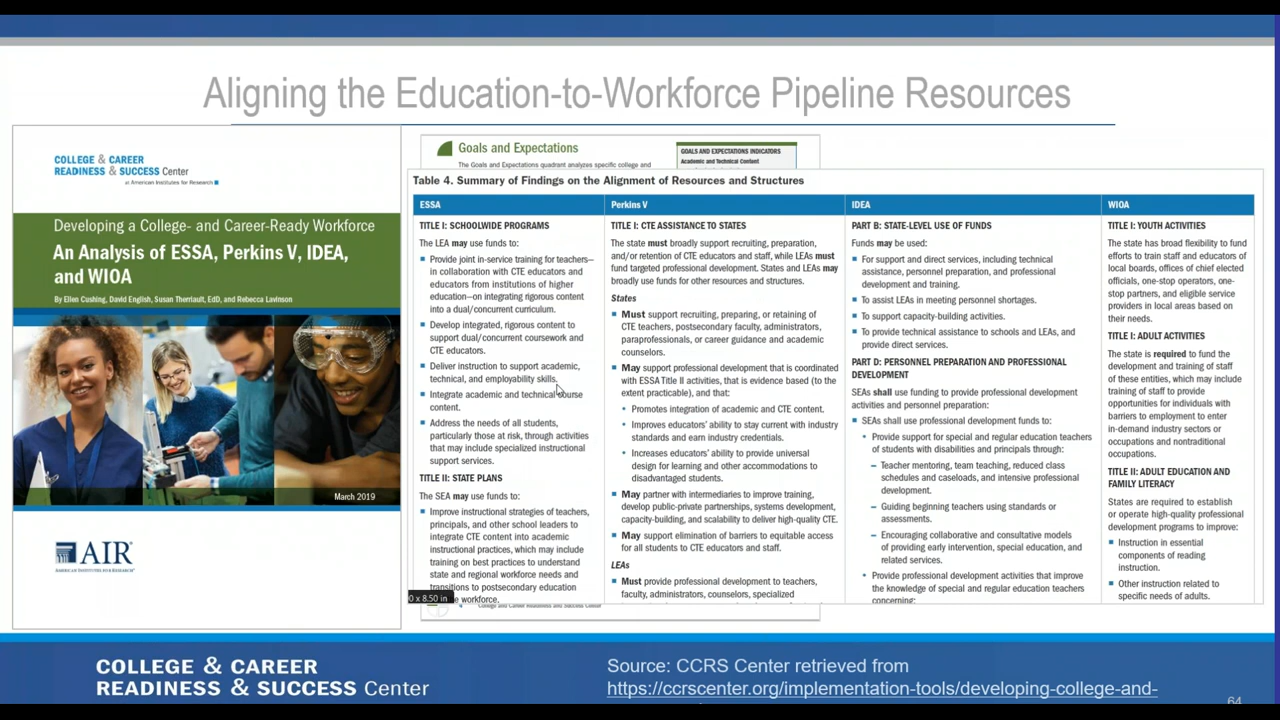 Aligning the Education-to-Workforce Pipeline Resources
COLLEGE & CAREER
READINESS & SUCCESS Center
at American Institutes for Research
Developing a College- and Career-Ready Workforce
An Analysis of ESSA, Perkins V, IDEA,
and WIOA
By Ellen Cushing, David English, Susan Therriault, EdD, and Rebecca Lavinson
March 2019
AIR
AMERICAN INSTITUTES FOR RESEARCH
Goals and Expectations
The Goals and Expectations quadrant analyzes specific college and
GOALS AND EXPECTATIONS INDICATORS
Academic and Technical Content
Table 4. Summary of Findings on the Alignment of Resources and Structures
ESSA
TITLE I: SCHOOLWIDE PROGRAMS
The LEA may use funds to:
■ Provide joint in-service training for teachers—
in collaboration with CTE educators and
educators from institutions of higher
education—on integrating rigorous content
into a dual/concurrent curriculum.
■ Develop integrated, rigorous content to
support dual/concurrent coursework and
CTE educators.
■ Deliver instruction to support academic,
technical, and employability skills.
■ Integrate academic and technical course
content.
■ Address the needs of all students,
particularly those at risk, through activities
that may include specialized instructional
support services.
TITLE II: STATE PLANS
The SEA may use funds to:
■ Improve instructional strategies of teachers,
principals, and other school leaders to
integrate CTE content into academic
instructional practices, which may include
training on best practices to understand
state and regional workforce needs and
transitions to postsecondary education
workforce.
Perkins V
TITLE I: CTE ASSISTANCE TO STATES
The state must broadly support recruiting, preparation,
and/or retention of CTE educators and staff, while LEAs must
fund targeted professional development. States and LEAs may
broadly use funds for other resources and structures.
States
■ Must support recruiting, preparing, or retaining of
CTE teachers, postsecondary faculty, administrators,
paraprofessionals, or career guidance and academic
counselors.
■ May support professional development that is coordinated
with ESSA Title II activities, that is evidence based (to the
extent practicable), and that:
• Promotes integration of academic and CTE content.
• Improves educators' ability to stay current with industry
standards and earn industry credentials.
• Increases educators' ability to provide universal
design for learning and other accommodations to
disadvantaged students.
■ May partner with intermediaries to improve training,
develop public-private partnerships, systems development,
capacity-building, and scalability to deliver high-quality CTE.
■ May support elimination of barriers to equitable access
for all students to CTE educators and staff.
LEAs
■ Must provide professional development to teachers,
faculty, administrators, counselors, specialized
IDEA
PART B: STATE-LEVEL USE OF FUNDS
Funds may be used:
■ For support and direct services, including technical
assistance, personnel preparation, and professional
development and training.
■ To assist LEAs in meeting personnel shortages.
■ To support capacity-building activities.
■ To provide technical assistance to schools and LEAs, and
provide direct services.
PART D: PERSONNEL PREPARATION AND PROFESSIONAL
DEVELOPMENT
SEAs shall use funding to provide professional development
activities and personnel preparation:
■ SEAs shall use professional development funds to:
• Provide support for special and regular education teachers
of students with disabilities and principals through:
– Teacher mentoring, team teaching, reduced class
schedules and caseloads, and intensive professional
development.
– Guiding beginning teachers using standards or
assessments.
– Encouraging collaborative and consultative models
of providing early intervention, special education, and
related services.
• Provide professional development activities that improve
the knowledge of special and regular education teachers
concerning:
WIOA
TITLE I: YOUTH ACTIVITIES
The state has broad flexibility to fund
efforts to train staff and educators of
local boards, offices of chief elected
officials, one-stop operators, one-
stop partners, and eligible service
providers in local areas based on
their needs.
TITLE I: ADULT ACTIVITIES
The state is required to fund the
development and training of staff
of these entities, which may include
training of staff to provide
opportunities for individuals with
barriers to employment to enter
in-demand industry sectors or
occupations and nontraditional
occupations.
TITLE II: ADULT EDUCATION AND
FAMILY LITERACY
States are required to establish
or operate high-quality professional
development programs to improve:
■ Instruction in essential
components of reading
instruction.
■ Other instruction related to
specific needs of adults.
0 x 8.50 in
College and Career Readiness and Success Center
COLLEGE & CAREER
READINESS & SUCCESS Center
Source: CCRS Center retrieved from
https://ccrscenter.org/implementation-tools/developing-college-and-
64